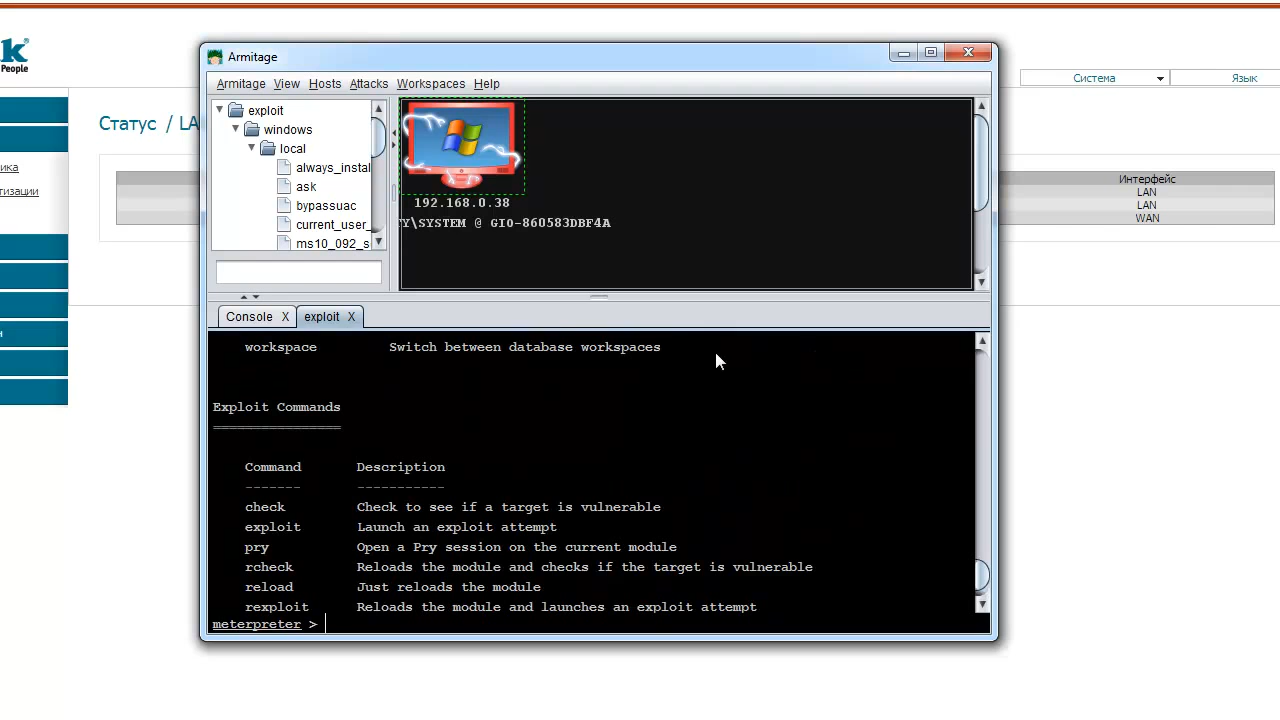 k
People
Система
Язык
Статус / LA
ика
тизации
н
Интерфейс
LAN
LAN
WAN
Armitage
Armitage View Hosts Attacks Workspaces Help
exploit
windows
local
always_instal
ask
bypassuac
current_user_
ms10_092_s
192.168.0.38
Y\SYSTEM @ GIO-860583DBF4A
Console X exploit X
workspace Switch between database workspaces
Exploit Commands
================
Command Description
------- -----------
check Check to see if a target is vulnerable
exploit Launch an exploit attempt
pry Open a Pry session on the current module
rcheck Reloads the module and checks if the target is vulnerable
reload Just reloads the module
rexploit Reloads the module and launches an exploit attempt
meterpreter >